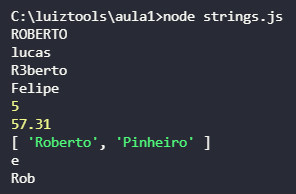 C:\luiztools\aula1>node strings.js
ROBERTO
lucas
R3berto
Felipe
5
57.31
[ 'Roberto', 'Pinheiro' ]
e
Rob